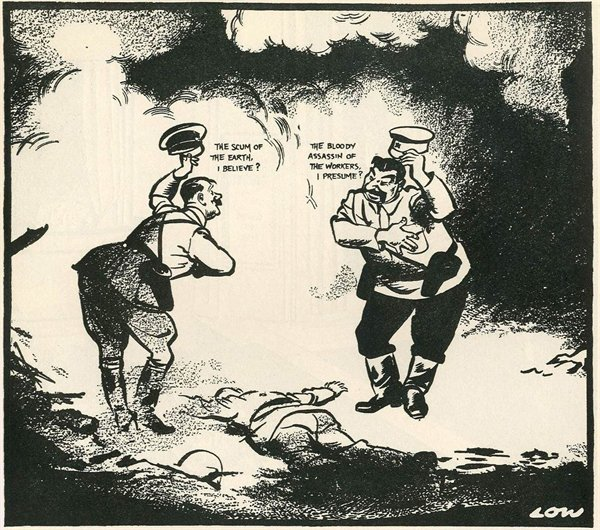 THE SCUM OF
THE EARTH,
I BELIEVE?
THE BLOODY
ASSASSIN OF
THE WORKERS,
I PRESUME?
LOW